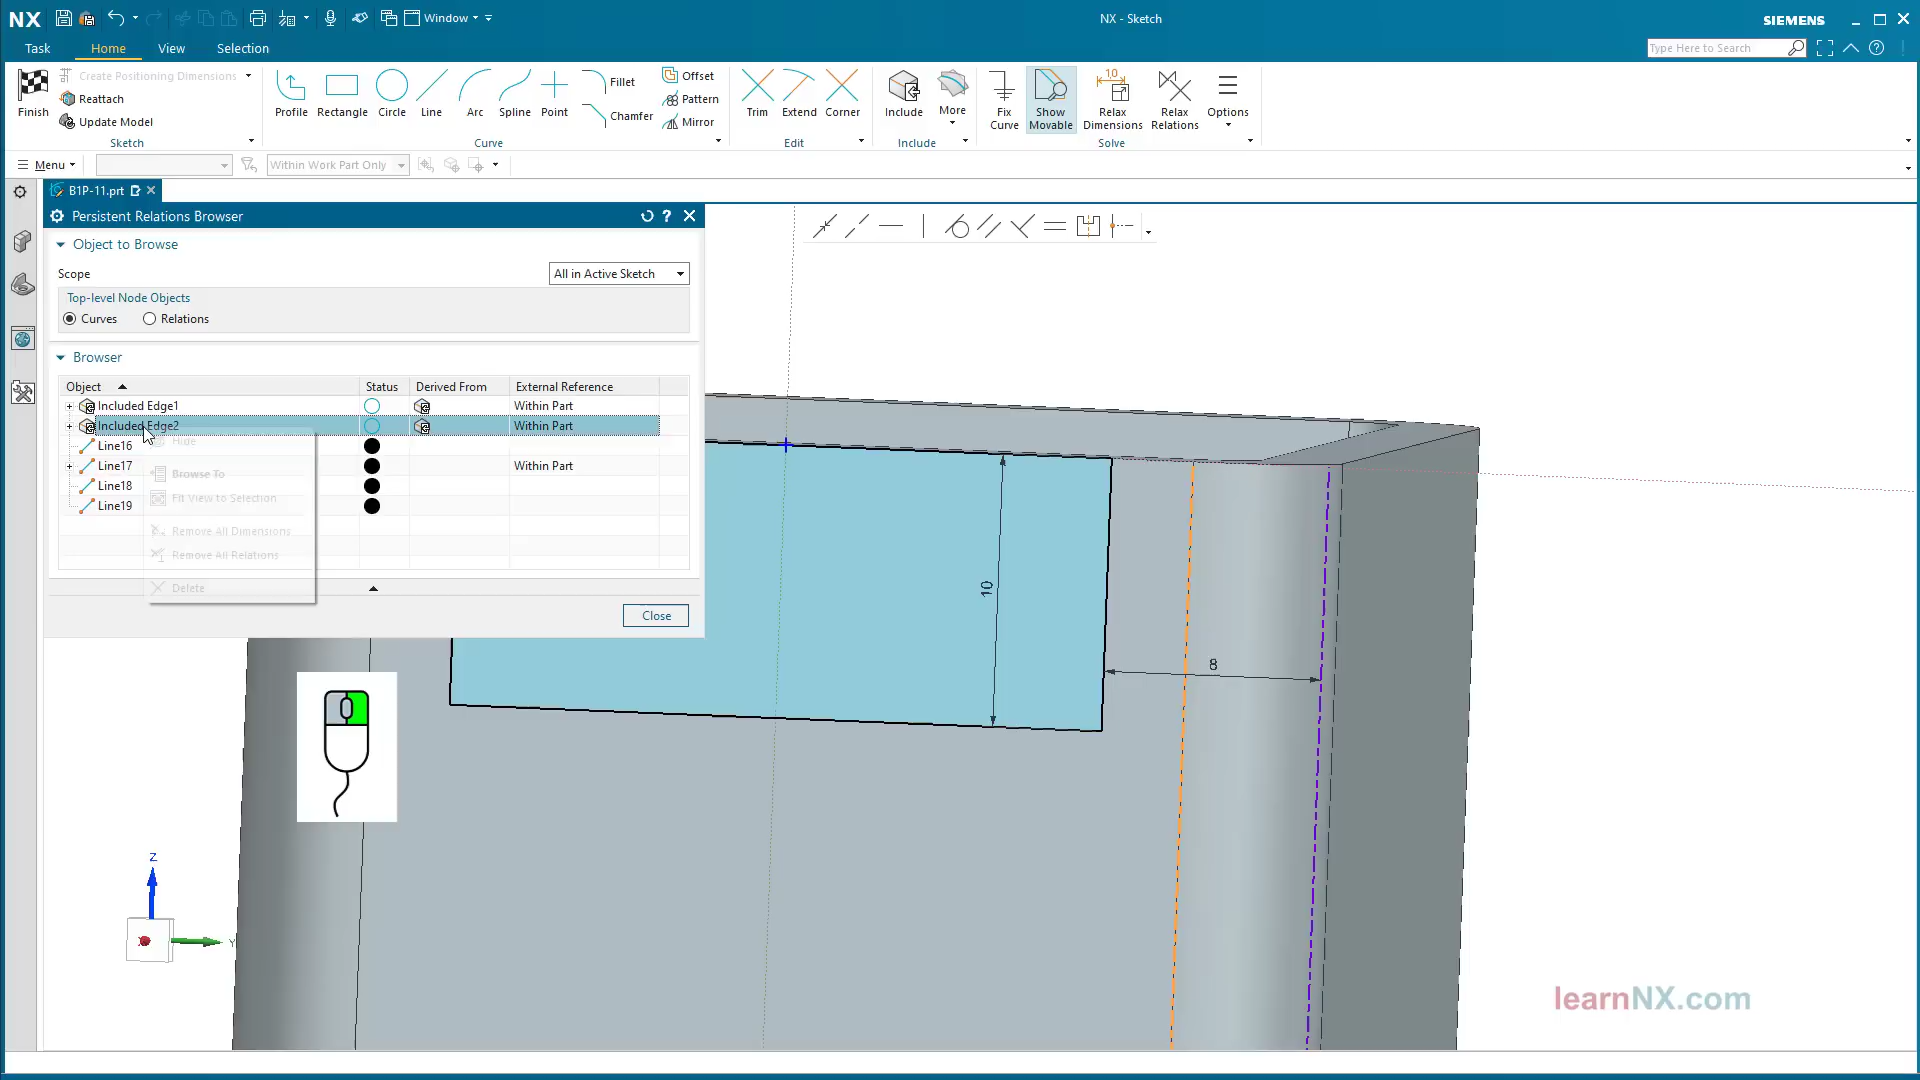 NX
Window
NX - Sketch
SIEMENS
Task
Home
View
Selection
Type Here to Search
Finish
Create Positioning Dimensions
Reattach
Update Model
Sketch
Profile
Rectangle
Circle
Line
Arc
Spline
Point
Fillet
Chamfer
Offset
Pattern
Mirror
Curve
Trim
Extend
Corner
Edit
Include
More
Include
Fix
Curve
Show
Movable
Relax
Dimensions
Relax
Relations
Options
Solve
Menu
Within Work Part Only
B1P-11.prt
Persistent Relations Browser
Object to Browse
Scope
All in Active Sketch
Top-level Node Objects
Curves
Relations
Browser
Object
Status
Derived From
External Reference
Included Edge1
Within Part
Included Edge2
Within Part
Line16
Hide
Line17
Within Part
Browse To
Line18
Fit View to Selection
Line19
Remove All Dimensions
Remove All Relations
Delete
Close
10
8
Z
Y
learnNX.com